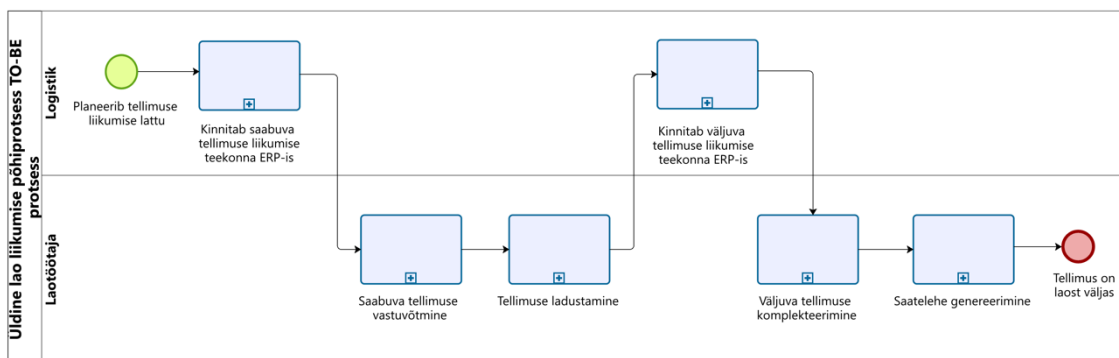 Üldine lao liikumise põhiprotsess TO-BE
protsess
Logistik
Planeerib tellimuse
liikumise lattu
Kinnitab saabuva
tellimuse liikumise
teekonna ERP-is
Kinnitab väljuva
tellimuse liikumise
teekonna ERP-is
Laotöötaja
Saabuva tellimuse
vastuvõtmine
Tellimuse ladustamine
Väljuva tellimuse
komplekteerimine
Saatelehe genereerimine
Tellimus on
laost väljas